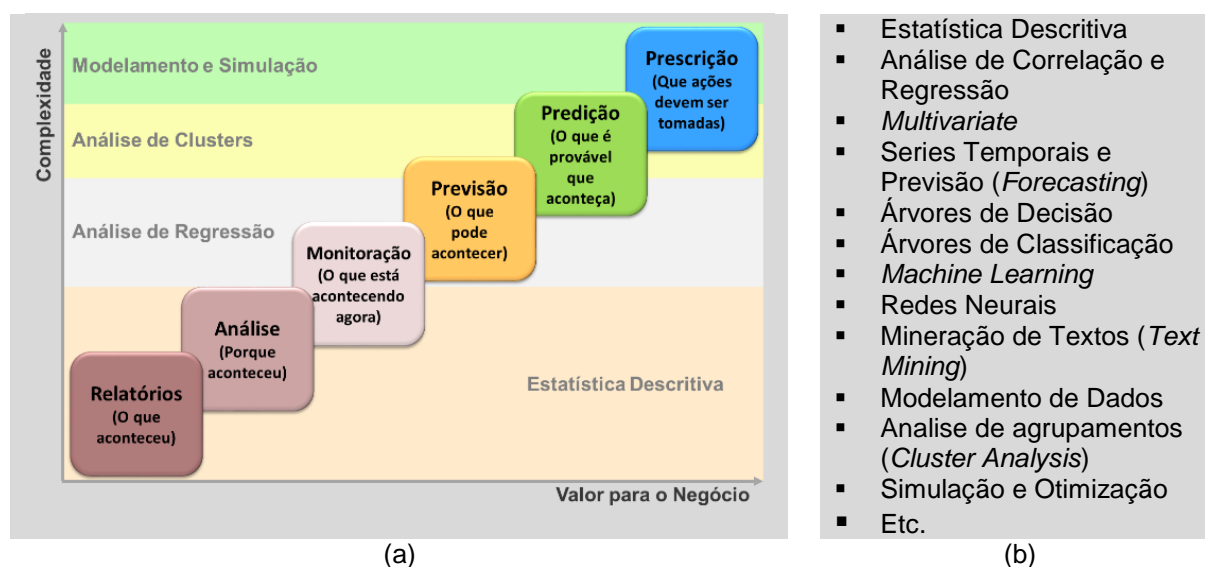 Complexidade
Modelamento e Simulação
Análise de Clusters
Análise de Regressão
Estatística Descritiva
Relatórios
(O que
aconteceu)
Análise
(Porque
aconteceu)
Monitoração
(O que está
acontecendo
agora)
Previsão
(O que
pode
acontecer)
Predição
(O que é
provável
que
aconteça)
Prescrição
(Que ações
devem ser
tomadas)
Valor para o Negócio
(a)
▪ Estatística Descritiva
▪ Análise de Correlação e
Regressão
▪ Multivariate
▪ Series Temporais e
Previsão (Forecasting)
▪ Árvores de Decisão
▪ Árvores de Classificação
▪ Machine Learning
▪ Redes Neurais
▪ Mineração de Textos (Text
Mining)
▪ Modelamento de Dados
▪ Analise de agrupamentos
(Cluster Analysis)
▪ Simulação e Otimização
▪ Etc.
(b)